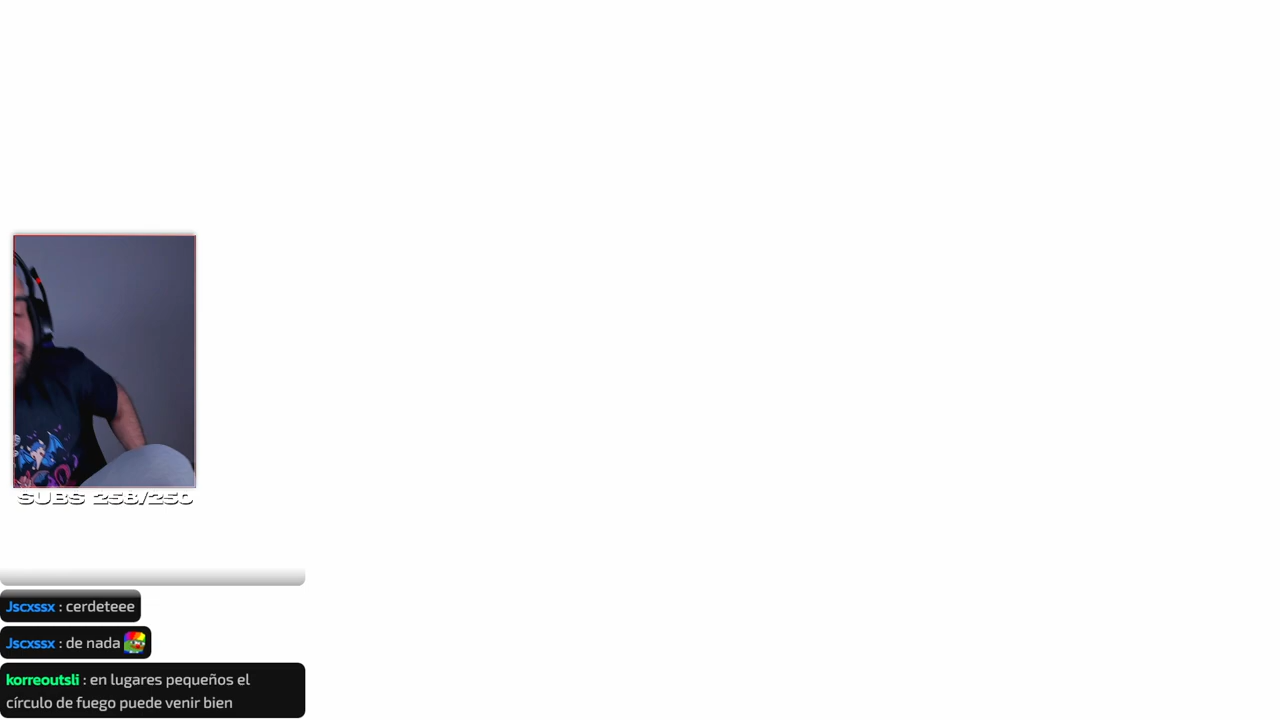 SUBS 258/250
Jscxssx : cerdeteee
Jscxssx : de nada
korreoutsli : en lugares pequeños el
círculo de fuego puede venir bien